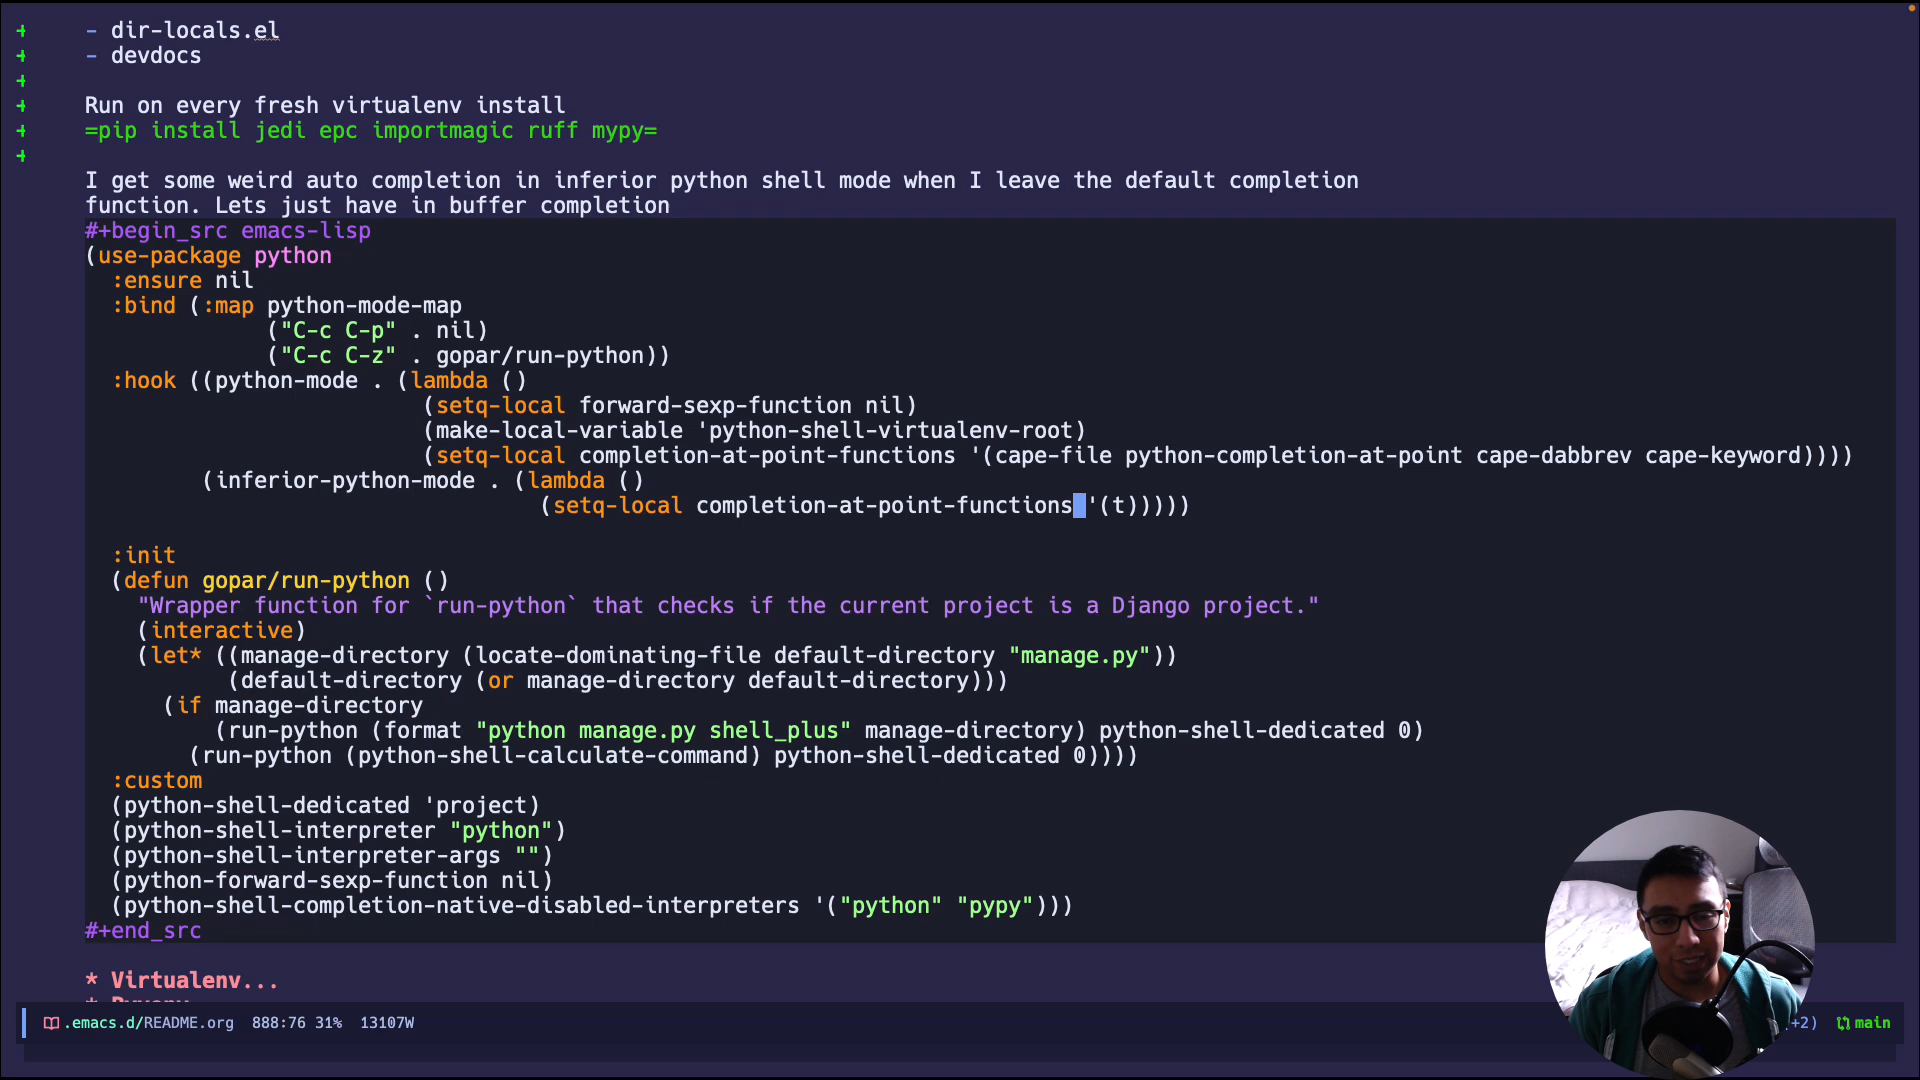 - dir-locals.el
- devdocs
Run on every fresh virtualenv install
=pip install jedi epc importmagic ruff mypy=
I get some weird auto completion in inferior python shell mode when I leave the default completion
function. Lets just have in buffer completion
#+begin_src emacs-lisp
(use-package python
  :ensure nil
  :bind (:map python-mode-map
              ("C-c C-p" . nil)
              ("C-c C-z" . gopar/run-python))
  :hook ((python-mode . (lambda ()
                          (setq-local forward-sexp-function nil)
                          (make-local-variable 'python-shell-virtualenv-root)
                          (setq-local completion-at-point-functions '(cape-file python-completion-at-point cape-dabbrev cape-keyword))))
         (inferior-python-mode . (lambda ()
                                   (setq-local completion-at-point-functions '(t)))))
  :init
  (defun gopar/run-python ()
    "Wrapper function for `run-python` that checks if the current project is a Django project."
    (interactive)
    (let* ((manage-directory (locate-dominating-file default-directory "manage.py"))
           (default-directory (or manage-directory default-directory)))
      (if manage-directory
          (run-python (format "python manage.py shell_plus" manage-directory) python-shell-dedicated 0)
        (run-python (python-shell-calculate-command) python-shell-dedicated 0))))
  :custom
  (python-shell-dedicated 'project)
  (python-shell-interpreter "python")
  (python-shell-interpreter-args "")
  (python-forward-sexp-function nil)
  (python-shell-completion-native-disabled-interpreters '("python" "pypy")))
#+end_src
* Virtualenv...
.emacs.d/README.org 888:76 31% 13107W +2) main